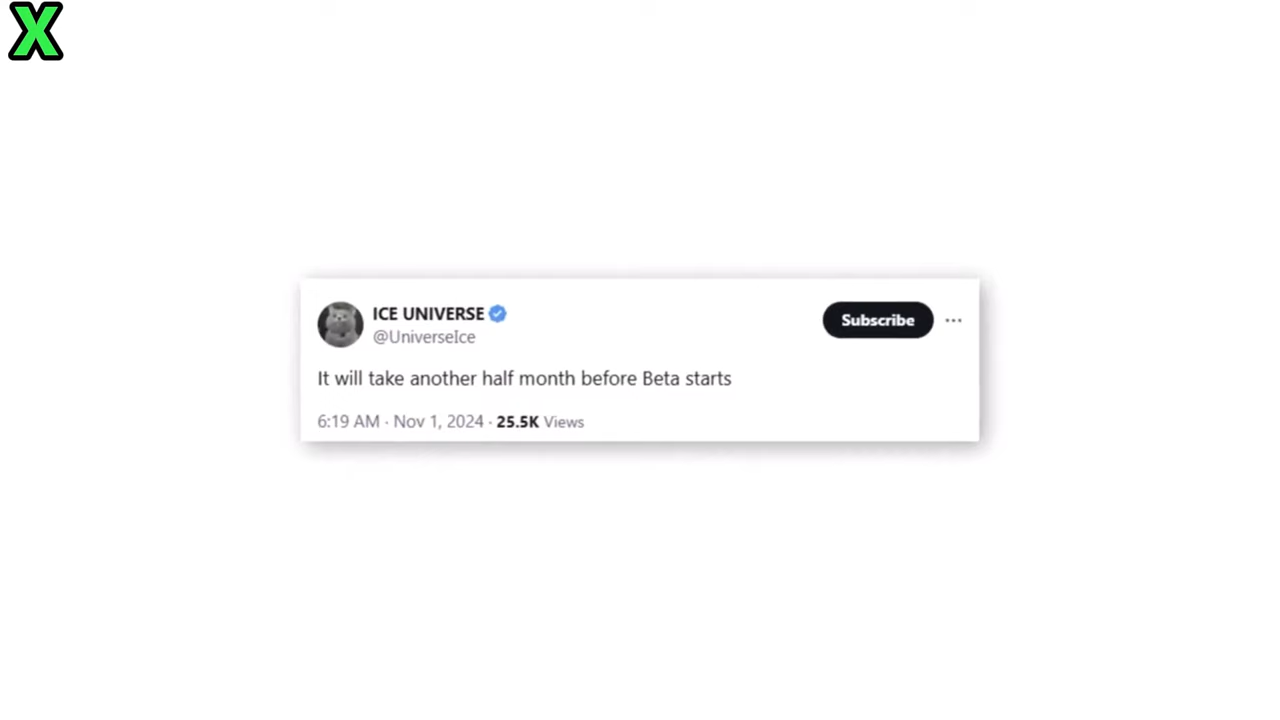 X
ICE UNIVERSE
Subscribe
@UniverseIce
It will take another half month before Beta starts
6:19 AM · Nov 1, 2024 · 25.5K Views